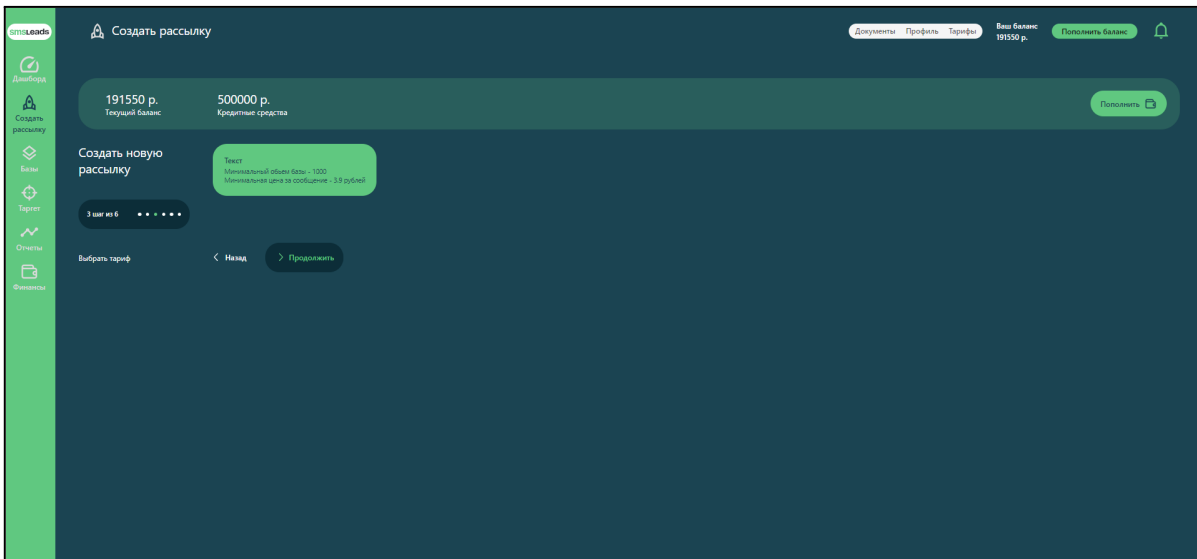 smsLeads
Создать рассылку
Документы Профиль Тарифы
Ваш баланс
191550 р.
Пополнить баланс
Дашборд
Создать
рассылку
Базы
Таргет
Отчеты
Финансы
191550 р.
Текущий баланс
500000 р.
Кредитные средства
Пополнить
Создать новую
рассылку
Текст
Минимальный объем базы - 1000
Минимальная цена за сообщение - 3.9 рублей
3 шаг из 6
Выбрать тариф
Назад
Продолжить